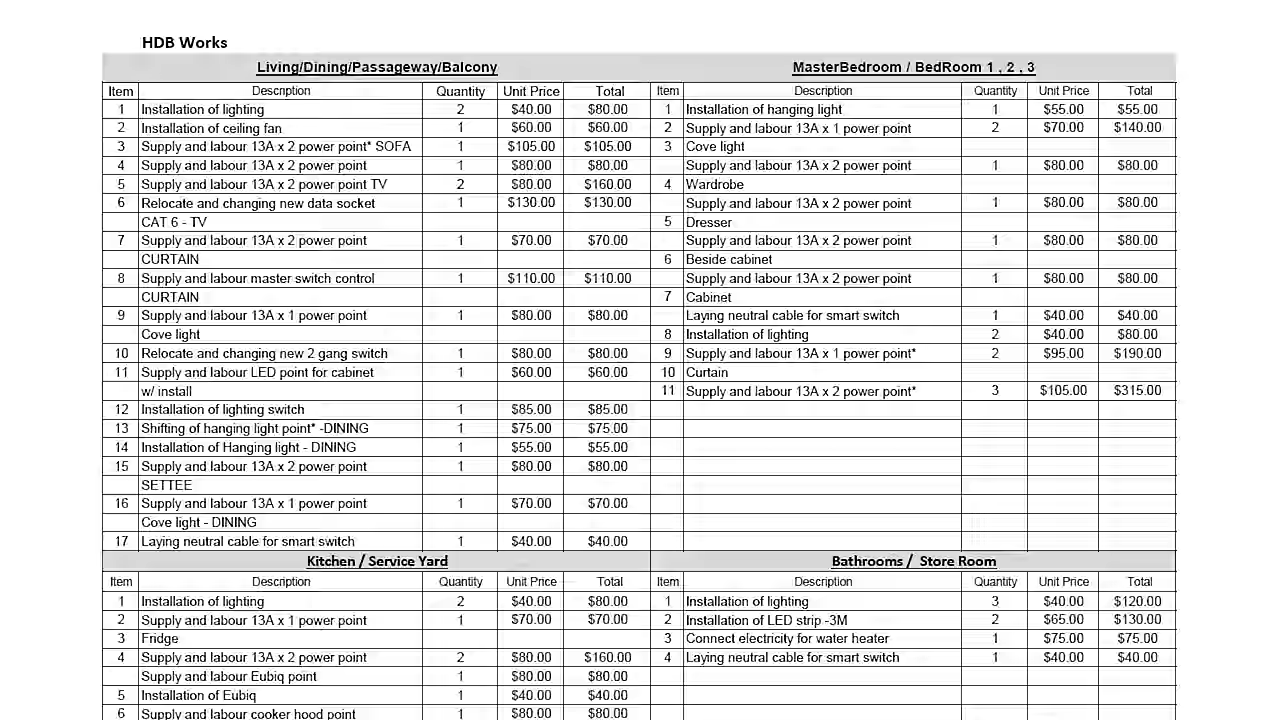 HDB Works
Living/Dining/Passageway/Balcony
Item Description Quantity Unit Price Total
1 Installation of lighting 2 $40.00 $80.00
2 Installation of ceiling fan 1 $60.00 $60.00
3 Supply and labour 13A x 2 power point* SOFA 1 $105.00 $105.00
4 Supply and labour 13A x 2 power point 1 $80.00 $80.00
5 Supply and labour 13A x 2 power point TV 2 $80.00 $160.00
6 Relocate and changing new data socket 1 $130.00 $130.00
CAT 6 - TV
7 Supply and labour 13A x 2 power point 1 $70.00 $70.00
CURTAIN
8 Supply and labour master switch control 1 $110.00 $110.00
CURTAIN
9 Supply and labour 13A x 1 power point 1 $80.00 $80.00
Cove light
10 Relocate and changing new 2 gang switch 1 $80.00 $80.00
11 Supply and labour LED point for cabinet 1 $60.00 $60.00
w/ install
12 Installation of lighting switch 1 $85.00 $85.00
13 Shifting of hanging light point* -DINING 1 $75.00 $75.00
14 Installation of Hanging light - DINING 1 $55.00 $55.00
15 Supply and labour 13A x 2 power point 1 $80.00 $80.00
SETTEE
16 Supply and labour 13A x 1 power point 1 $70.00 $70.00
Cove light - DINING
17 Laying neutral cable for smart switch 1 $40.00 $40.00
MasterBedroom / BedRoom 1 , 2 , 3
Item Description Quantity Unit Price Total
1 Installation of hanging light 1 $55.00 $55.00
2 Supply and labour 13A x 1 power point 2 $70.00 $140.00
3 Cove light
Supply and labour 13A x 2 power point 1 $80.00 $80.00
4 Wardrobe
Supply and labour 13A x 2 power point 1 $80.00 $80.00
5 Dresser
Supply and labour 13A x 2 power point 1 $80.00 $80.00
6 Beside cabinet
Supply and labour 13A x 2 power point 1 $80.00 $80.00
7 Cabinet
Laying neutral cable for smart switch 1 $40.00 $40.00
8 Installation of lighting 2 $40.00 $80.00
9 Supply and labour 13A x 1 power point* 2 $95.00 $190.00
10 Curtain
11 Supply and labour 13A x 2 power point* 3 $105.00 $315.00
Kitchen / Service Yard
Item Description Quantity Unit Price Total
1 Installation of lighting 2 $40.00 $80.00
2 Supply and labour 13A x 1 power point 1 $70.00 $70.00
3 Fridge
4 Supply and labour 13A x 2 power point 2 $80.00 $160.00
Supply and labour Eubiq point 1 $80.00 $80.00
5 Installation of Eubiq 1 $40.00 $40.00
6 Supply and labour cooker hood point 1 $80.00 $80.00
Bathrooms / Store Room
Item Description Quantity Unit Price Total
1 Installation of lighting 3 $40.00 $120.00
2 Installation of LED strip -3M 2 $65.00 $130.00
3 Connect electricity for water heater 1 $75.00 $75.00
4 Laying neutral cable for smart switch 1 $40.00 $40.00